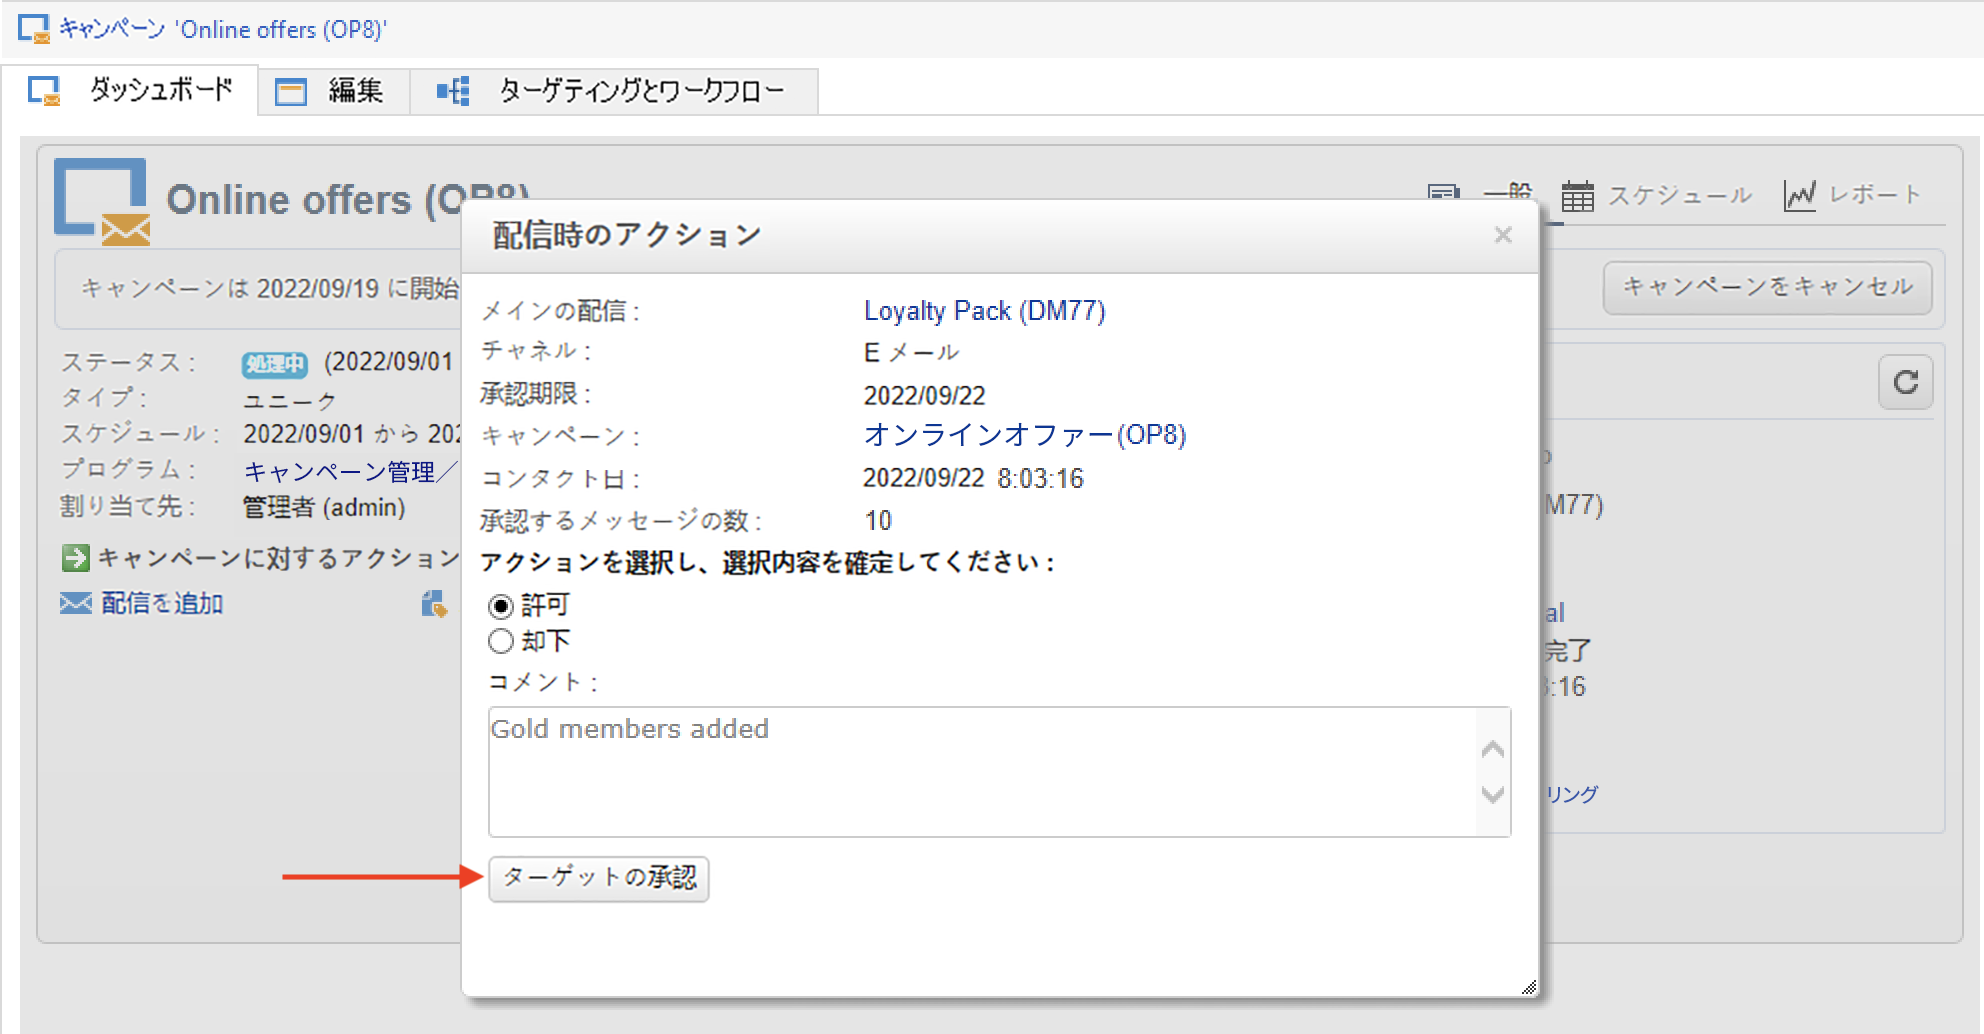 キャンペーン 'Online offers (OP8)'
ダッシュボード 編集 ターゲティングとワークフロー
Online offers (OP8)
一般 スケジュール レポート
配信時のアクション
キャンペーンは 2022/09/19 に開始
キャンペーンをキャンセル
ステータス : 処理中 (2022/09/01
タイプ : ユニーク
スケジュール : 2022/09/01 から 202
プログラム : キャンペーン管理／
割り当て先 : 管理者 (admin)
キャンペーンに対するアクション
配信を追加
メインの配信 : Loyalty Pack (DM77)
チャネル : E メール
承認期限 : 2022/09/22
キャンペーン : オンラインオファー(OP8)
コンタクト日 : 2022/09/22 8:03:16
承認するメッセージの数 : 10
アクションを選択し、選択内容を確定してください :
許可
却下
コメント :
Gold members added
ターゲットの承認
M77)
al
完了
:16
リング